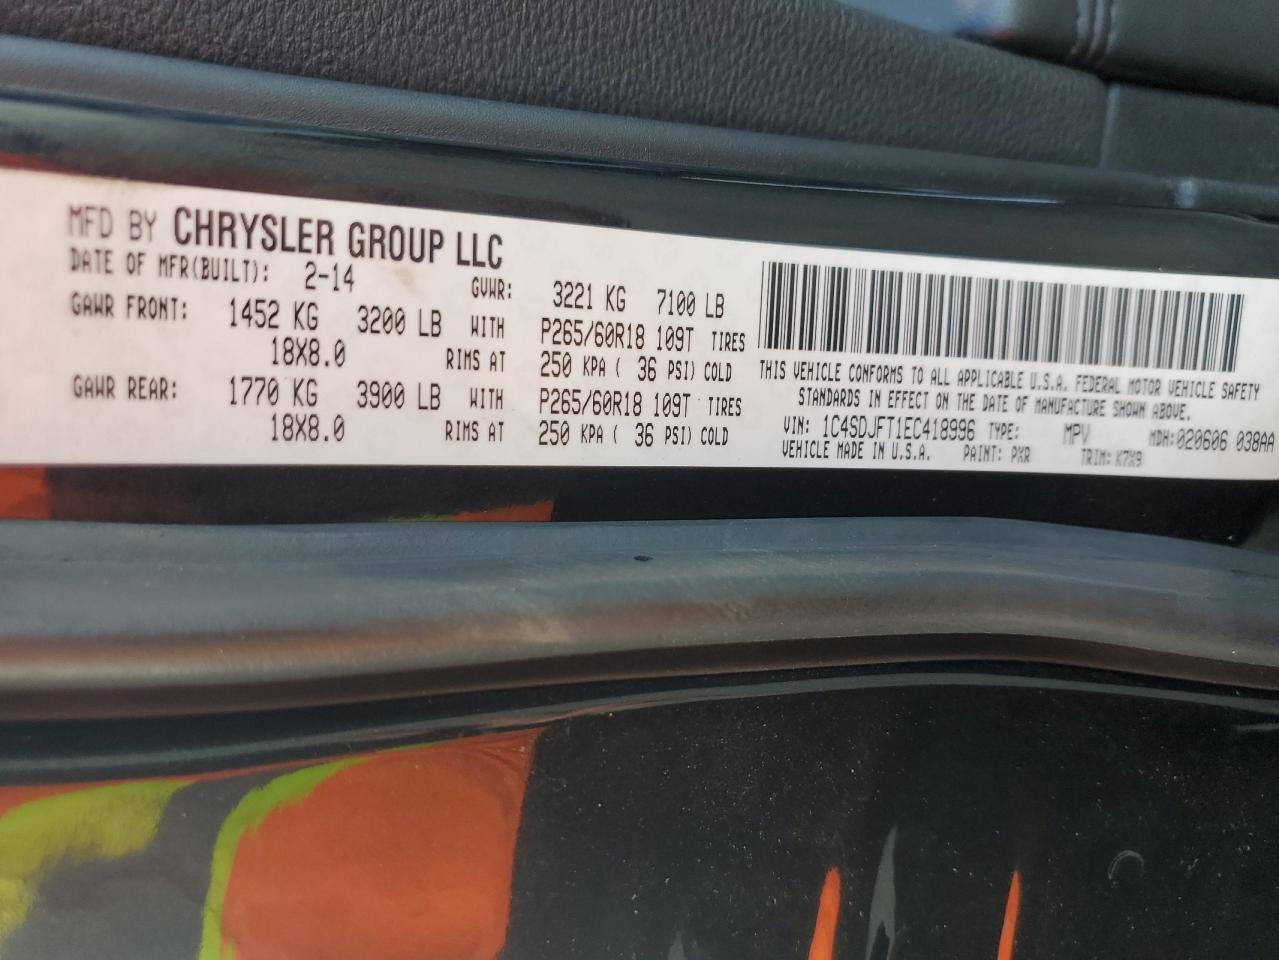 MFD BY CHRYSLER GROUP LLC
DATE OF MFR(BUILT): 2-14 GVWR: 3221 KG 7100 LB
GAWR FRONT: 1452 KG 3200 LB WITH P265/60R18 109T TIRES
18X8.0 RIMS AT 250 KPA ( 36 PSI) COLD
GAWR REAR: 1770 KG 3900 LB WITH P265/60R18 109T TIRES
18X8.0 RIMS AT 250 KPA ( 36 PSI) COLD
THIS VEHICLE CONFORMS TO ALL APPLICABLE U.S.A. FEDERAL MOTOR VEHICLE SAFETY
STANDARDS IN EFFECT ON THE DATE OF MANUFACTURE SHOWN ABOVE.
VIN: 1C4SDJFT1EC418996 TYPE: MPV MDH:020606 038AA
VEHICLE MADE IN U.S.A. PAINT: PXR TRIM: K7X9